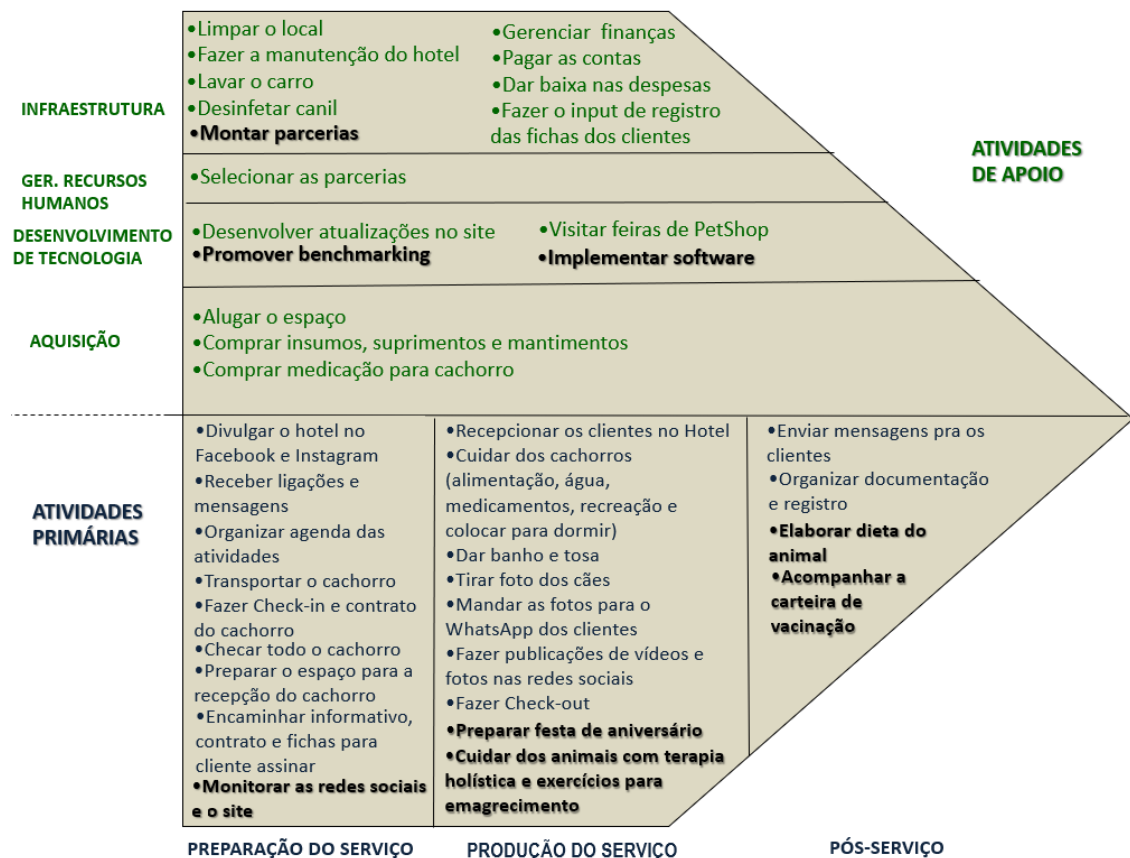 INFRAESTRUTURA
•Limpar o local
•Fazer a manutenção do hotel
•Lavar o carro
•Desinfetar canil
•Montar parcerias
•Gerenciar finanças
•Pagar as contas
•Dar baixa nas despesas
•Fazer o input de registro
das fichas dos clientes
ATIVIDADES
DE APOIO
GER. RECURSOS
HUMANOS
•Selecionar as parcerias
DESENVOLVIMENTO
DE TECNOLOGIA
•Desenvolver atualizações no site
•Promover benchmarking
•Visitar feiras de PetShop
•Implementar software
AQUISIÇÃO
•Alugar o espaço
•Comprar insumos, suprimentos e mantimentos
•Comprar medicação para cachorro
ATIVIDADES
PRIMÁRIAS
•Divulgar o hotel no
Facebook e Instagram
•Receber ligações e
mensagens
•Organizar agenda das
atividades
•Transportar o cachorro
•Fazer Check-in e contrato
do cachorro
•Checar todo o cachorro
•Preparar o espaço para a
recepção do cachorro
•Encaminhar informativo,
contrato e fichas para
cliente assinar
•Monitorar as redes sociais
e o site
•Recepcionar os clientes no Hotel
•Cuidar dos cachorros
(alimentação, água,
medicamentos, recreação e
colocar para dormir)
•Dar banho e tosa
•Tirar foto dos cães
•Mandar as fotos para o
WhatsApp dos clientes
•Fazer publicações de vídeos e
fotos nas redes sociais
•Fazer Check-out
•Preparar festa de aniversário
•Cuidar dos animais com terapia
holística e exercícios para
emagrecimento
•Enviar mensagens pra os
clientes
•Organizar documentação
e registro
•Elaborar dieta do
animal
•Acompanhar a
carteira de
vacinação
PREPARAÇÃO DO SERVIÇO
PRODUÇÃO DO SERVIÇO
PÓS-SERVIÇO